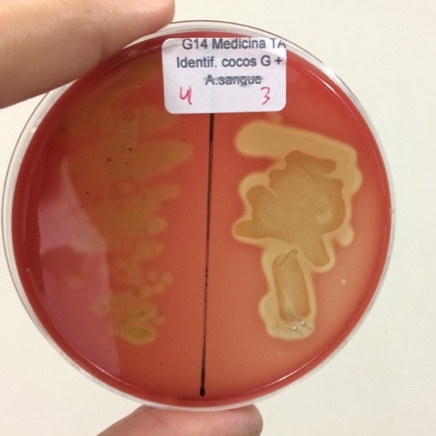 G14 Medicina TA
Identif. cocos G +
A.sangue
4 3